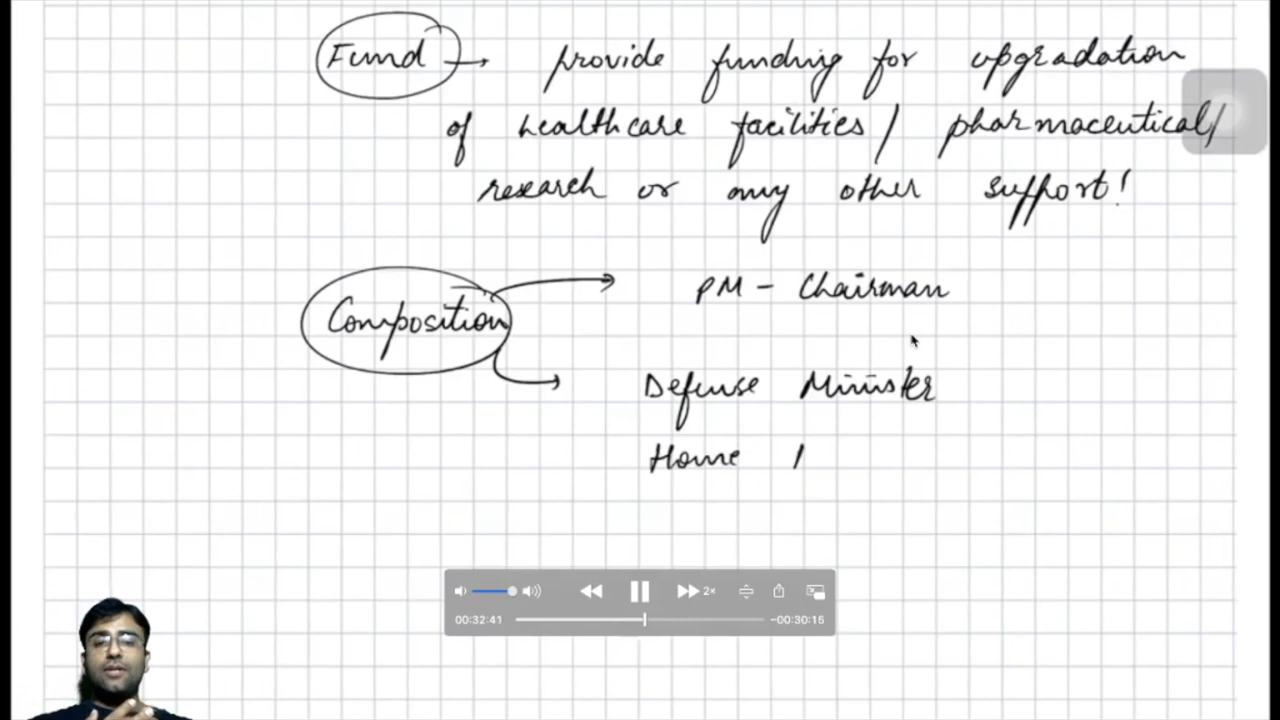 Fund → provide funding for upgradation
of healthcare facilities / pharmaceutical/
research or any other support!
Composition → PM - Chairman
→ Defense Minister
Home
2x
00:32:41 -00:30:15